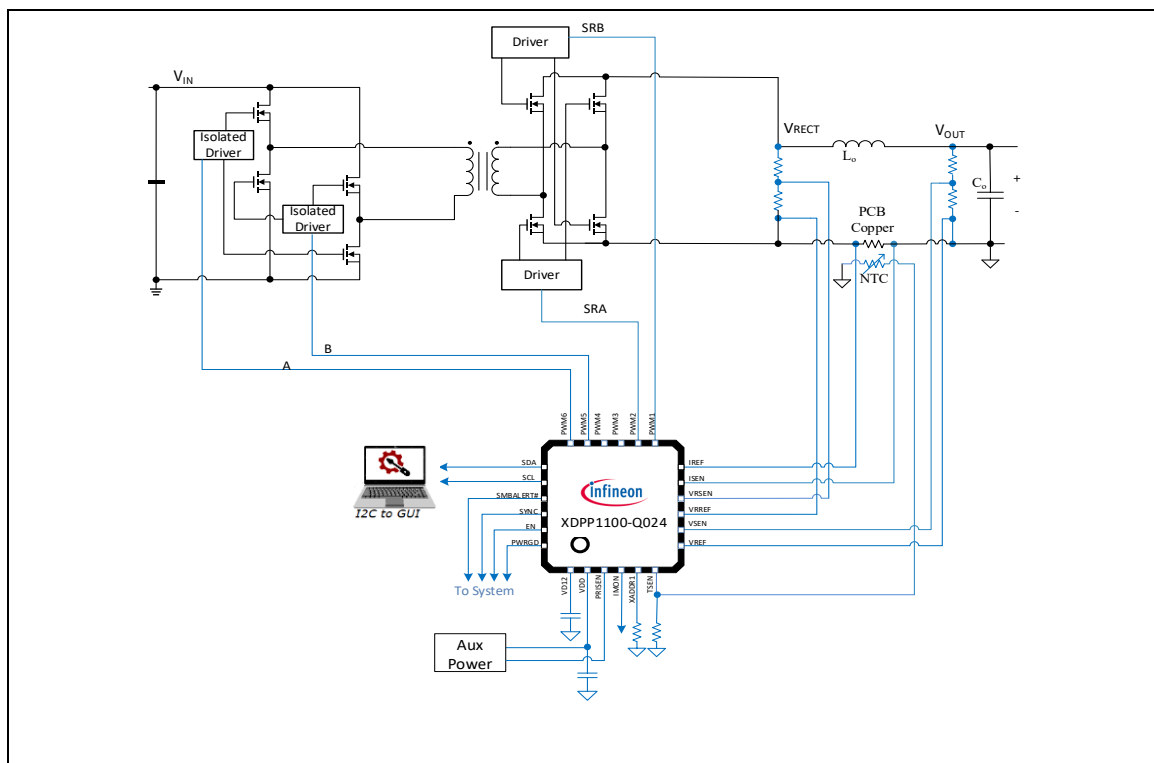 SRB
Driver
VIN
Isolated
Driver
Isolated
Driver
VRECT
VOUT
Lo
Co
+
PCB
Copper
-
NTC
Driver
SRA
B
A
PWM6
PWM5
PWM4
PWM3
PWM2
PWM1
SDA
SCL
SMBALERT#
SYNC
EN
PWRGD
I2C to GUI
To System
infineon
XDPP1100-Q024
IREF
ISEN
VRSEN
VRREF
VSEN
VREF
VD12
VDD
PRISEN
IMON
XADDR1
TSEN
Aux
Power